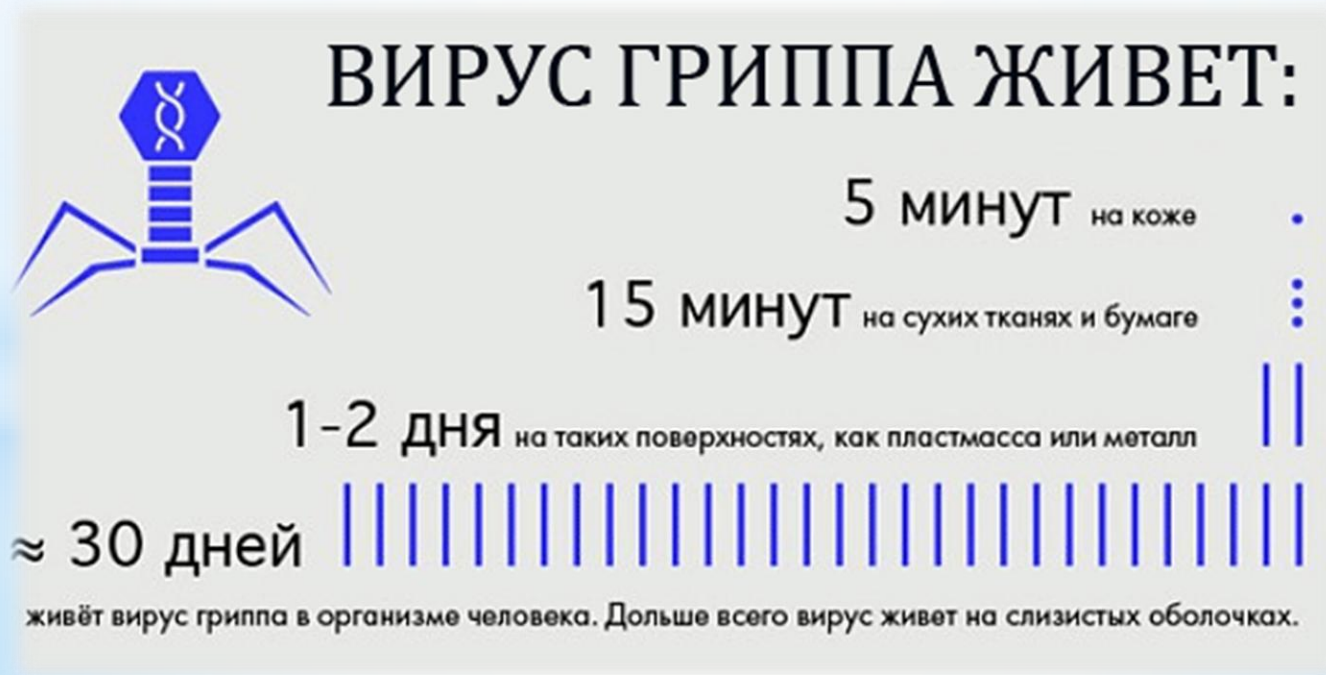 ВИРУС ГРИППА ЖИВЕТ:
5 минут на коже
15 минут на сухих тканях и бумаге
1-2 дня на таких поверхностях, как пластмасса или металл
≈ 30 дней
живёт вирус гриппа в организме человека. Дольше всего вирус живет на слизистых оболочках.